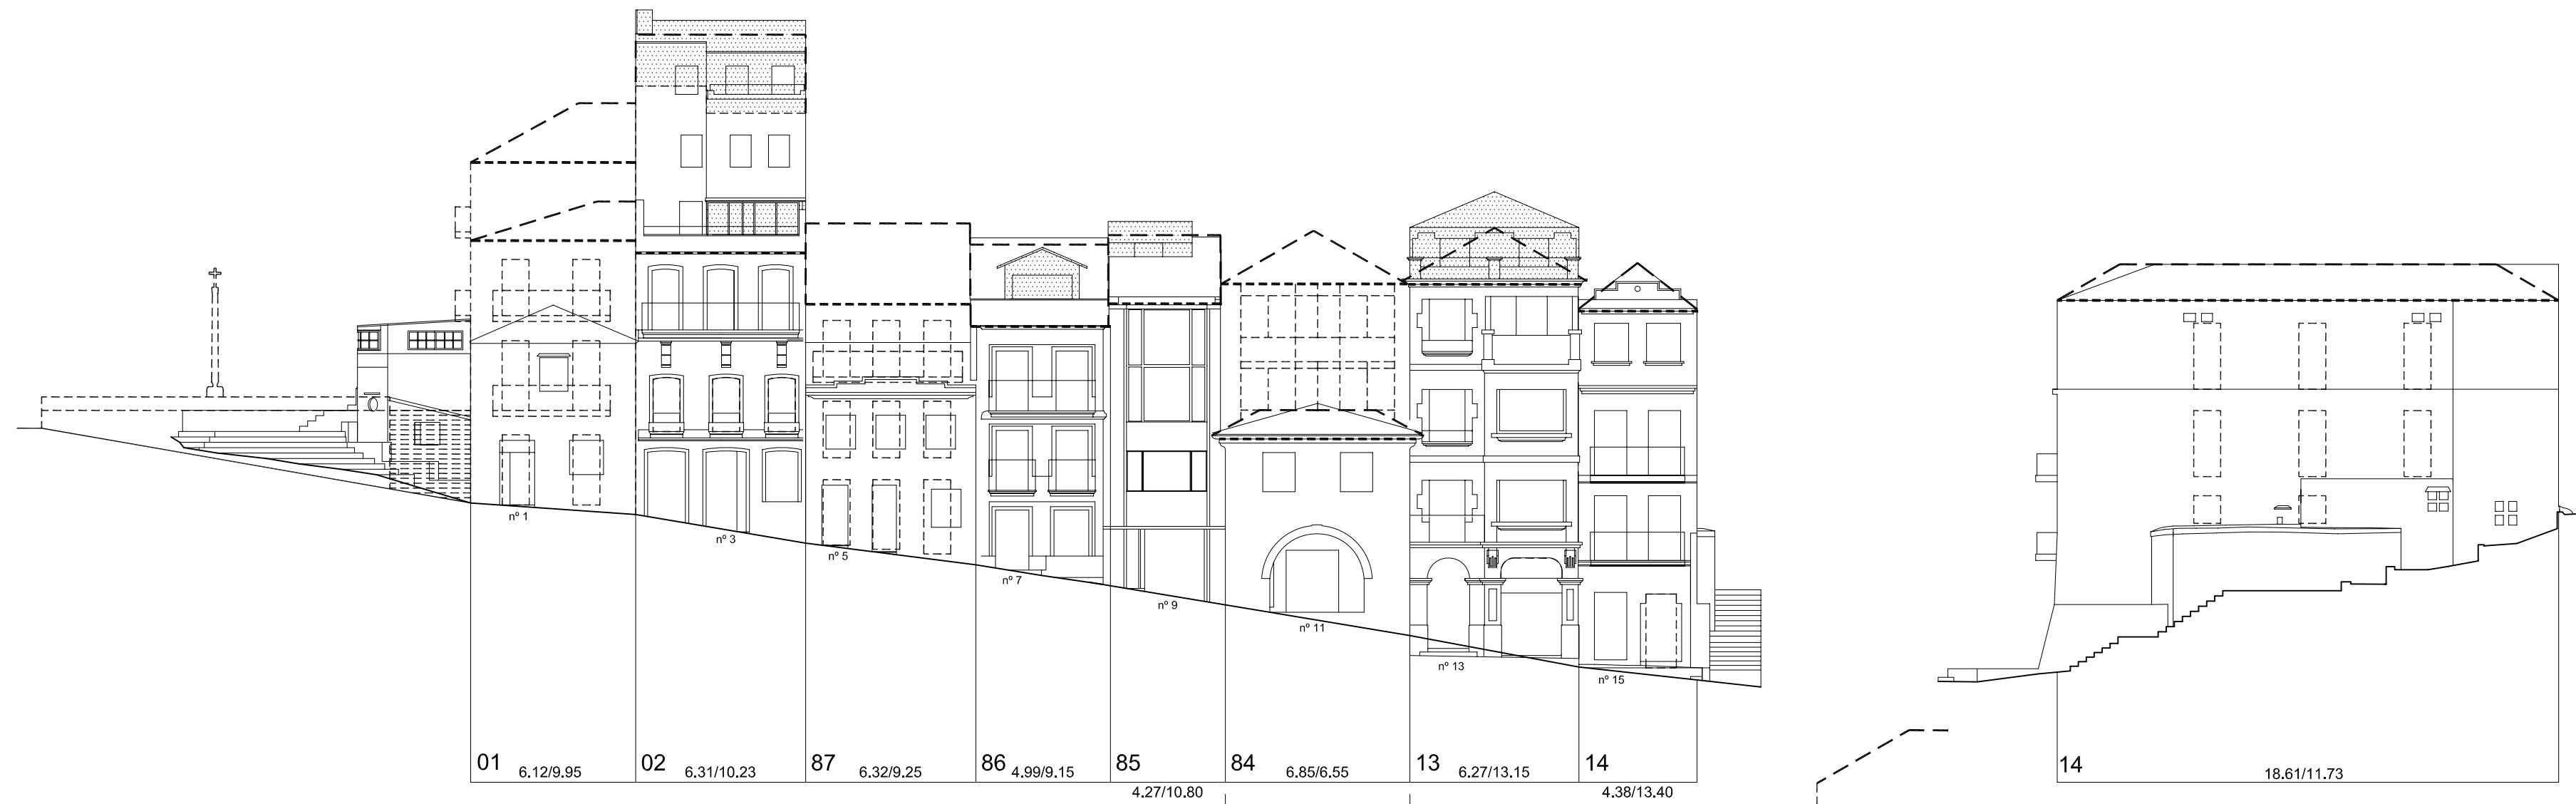 nº 1
nº 3
nº 5
nº 7
nº 9
nº 11
nº 13
nº 15
01 6.12/9.95
02 6.31/10.23
87 6.32/9.25
86 4.99/9.15
85
84 6.85/6.55
13 6.27/13.15
14
4.27/10.80
4.38/13.40
14
18.61/11.73